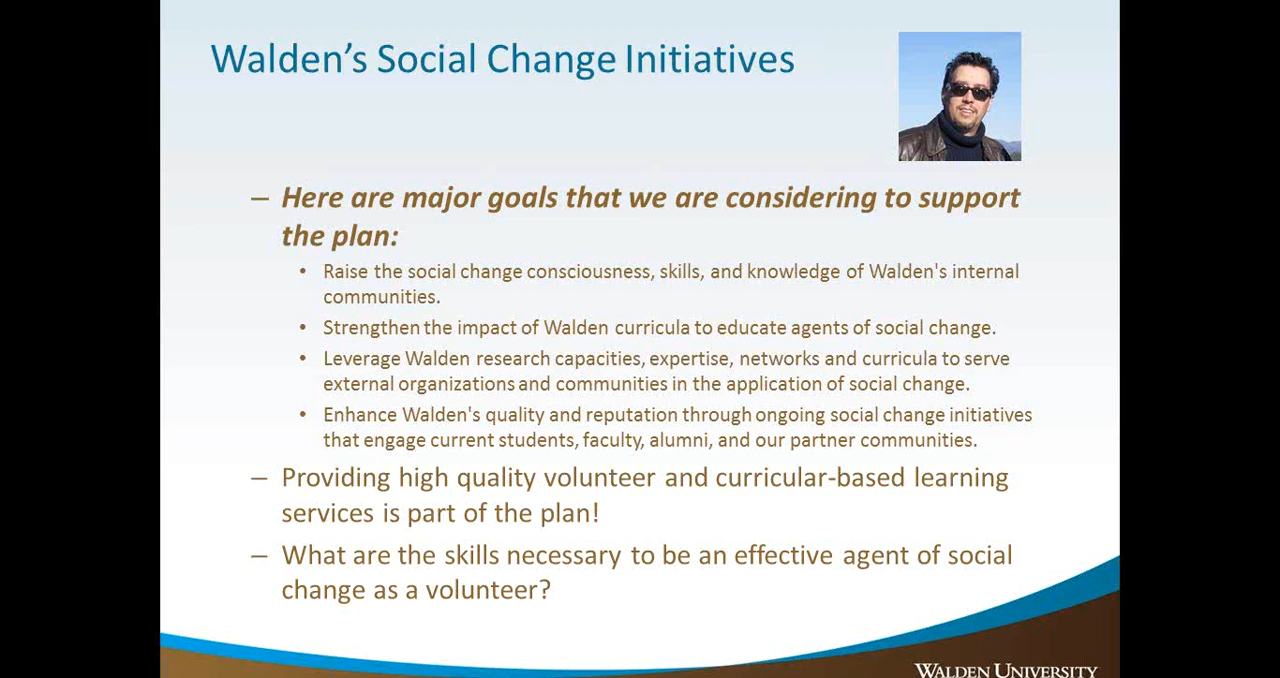 Walden's Social Change Initiatives
– Here are major goals that we are considering to support
the plan:
• Raise the social change consciousness, skills, and knowledge of Walden's internal
communities.
• Strengthen the impact of Walden curricula to educate agents of social change.
• Leverage Walden research capacities, expertise, networks and curricula to serve
external organizations and communities in the application of social change.
• Enhance Walden's quality and reputation through ongoing social change initiatives
that engage current students, faculty, alumni, and our partner communities.
– Providing high quality volunteer and curricular-based learning
services is part of the plan!
– What are the skills necessary to be an effective agent of social
change as a volunteer?
WALDEN UNIVERSITY